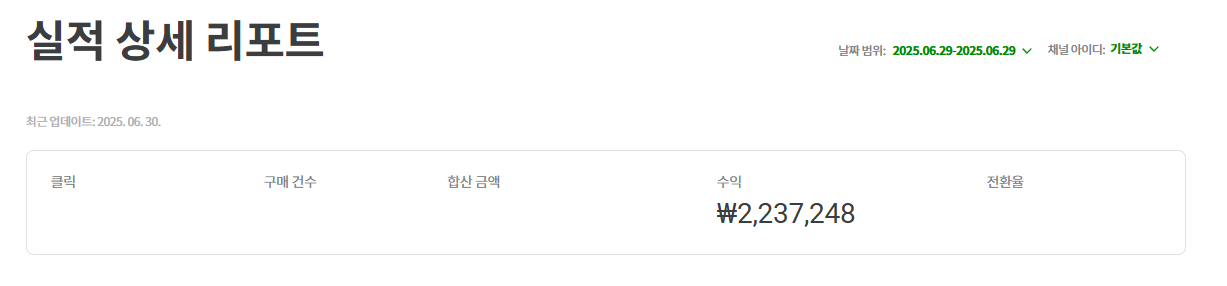 실적 상세 리포트
날짜 범위: 2025.06.29-2025.06.29 채널 아이디: 기본값
최근 업데이트: 2025. 06. 30.
클릭 구매 건수 합산 금액 수익 전환율
₩2,237,248